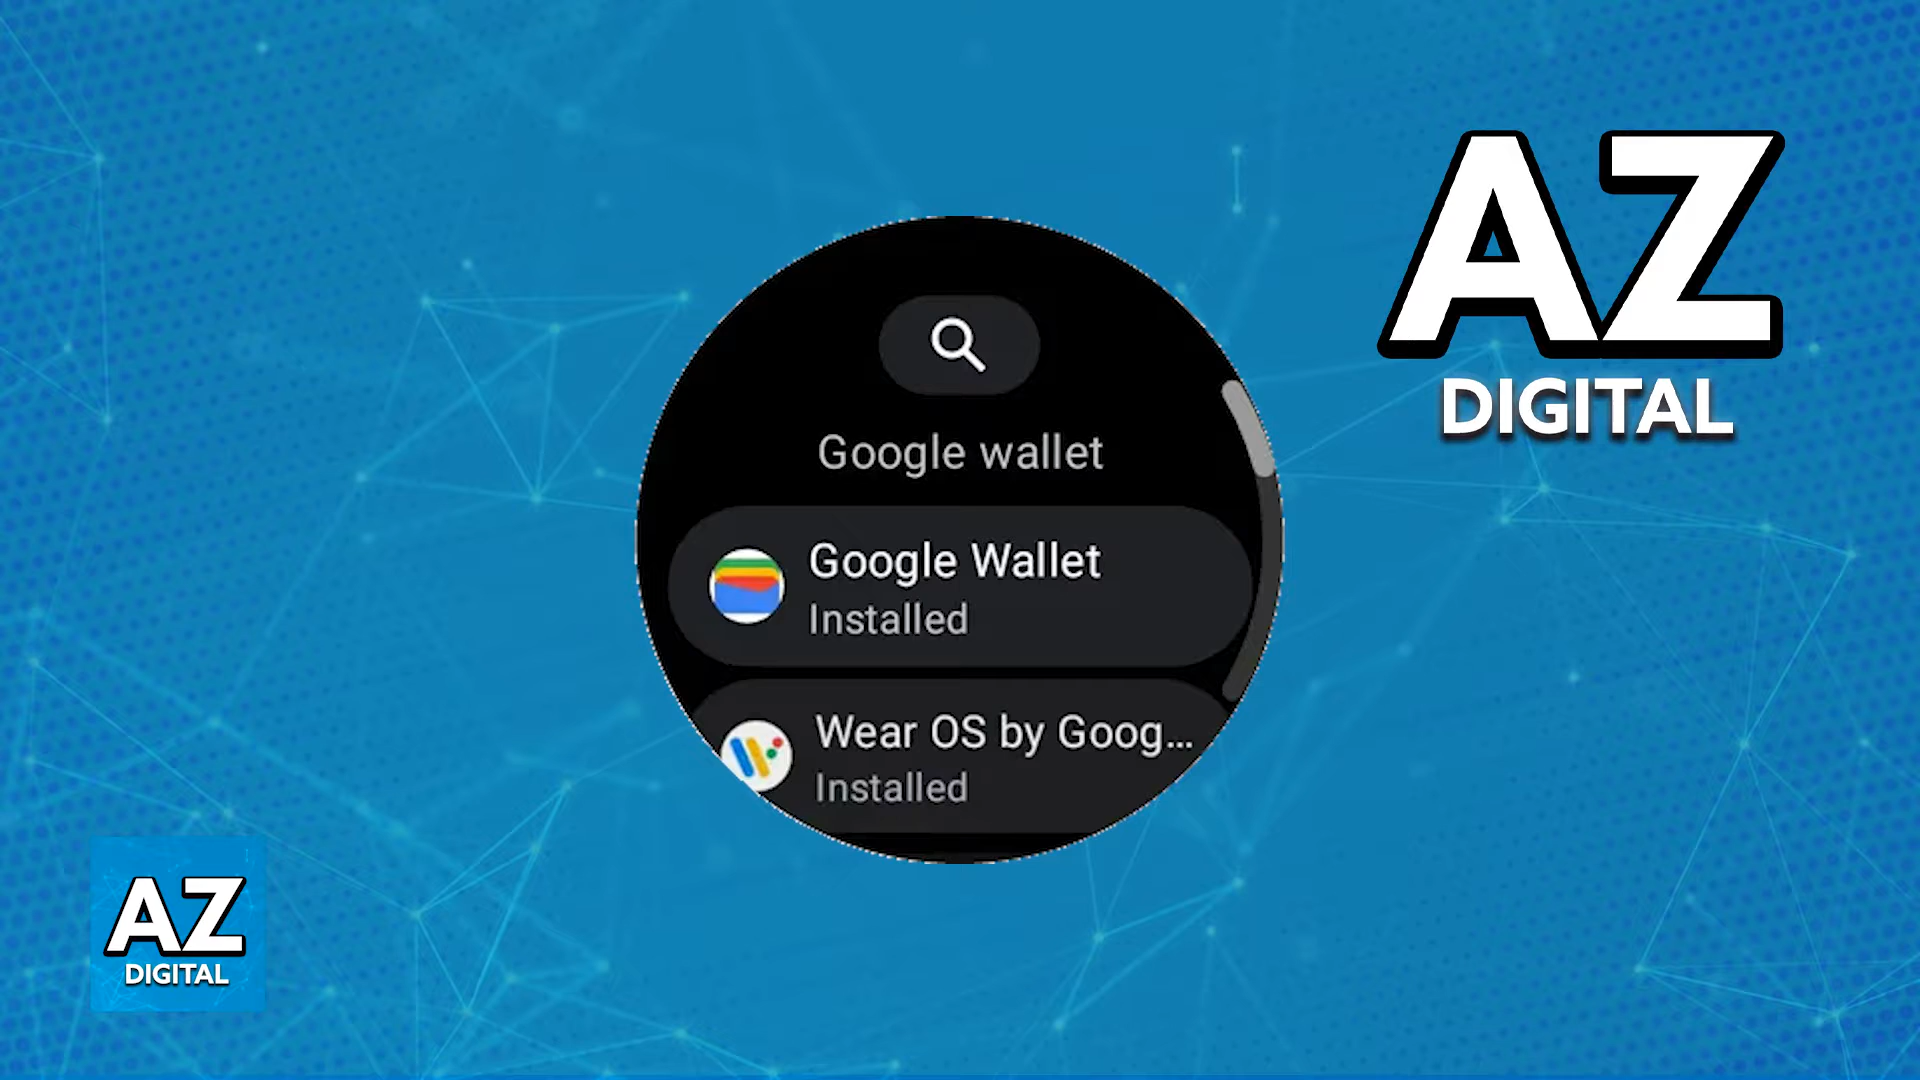 AZ
DIGITAL
Google wallet
Google Wallet
Installed
Wear OS by Goog...
Installed
AZ
DIGITAL